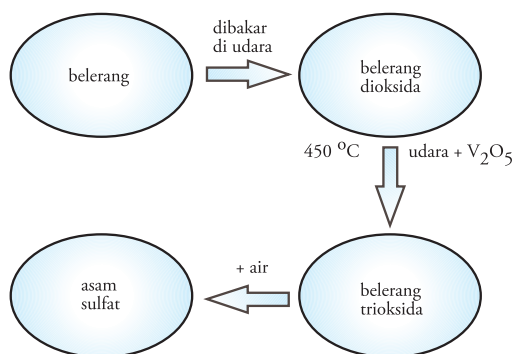 belerang
dibakar
di udara
belerang
dioksida
450 °C
udara + V₂O₅
belerang
trioksida
+ air
asam
sulfat